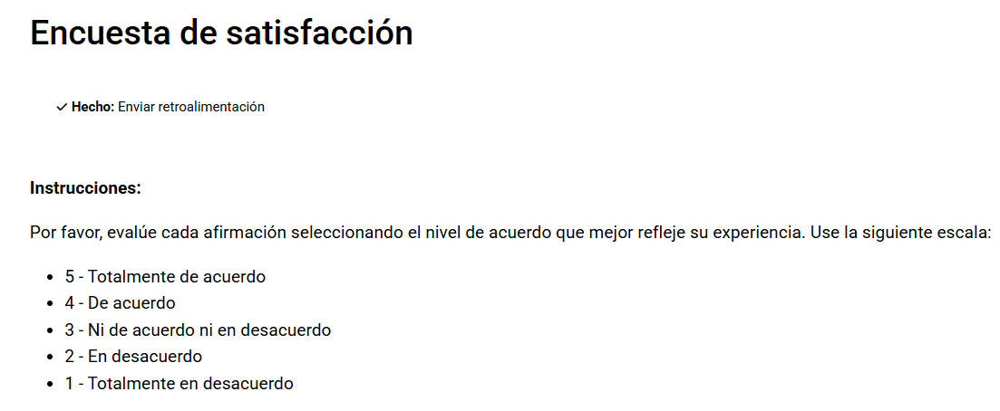 Encuesta de satisfacción
✓ Hecho: Enviar retroalimentación
Instrucciones:
Por favor, evalúe cada afirmación seleccionando el nivel de acuerdo que mejor refleje su experiencia. Use la siguiente escala:
• 5 - Totalmente de acuerdo
• 4 - De acuerdo
• 3 - Ni de acuerdo ni en desacuerdo
• 2 - En desacuerdo
• 1 - Totalmente en desacuerdo